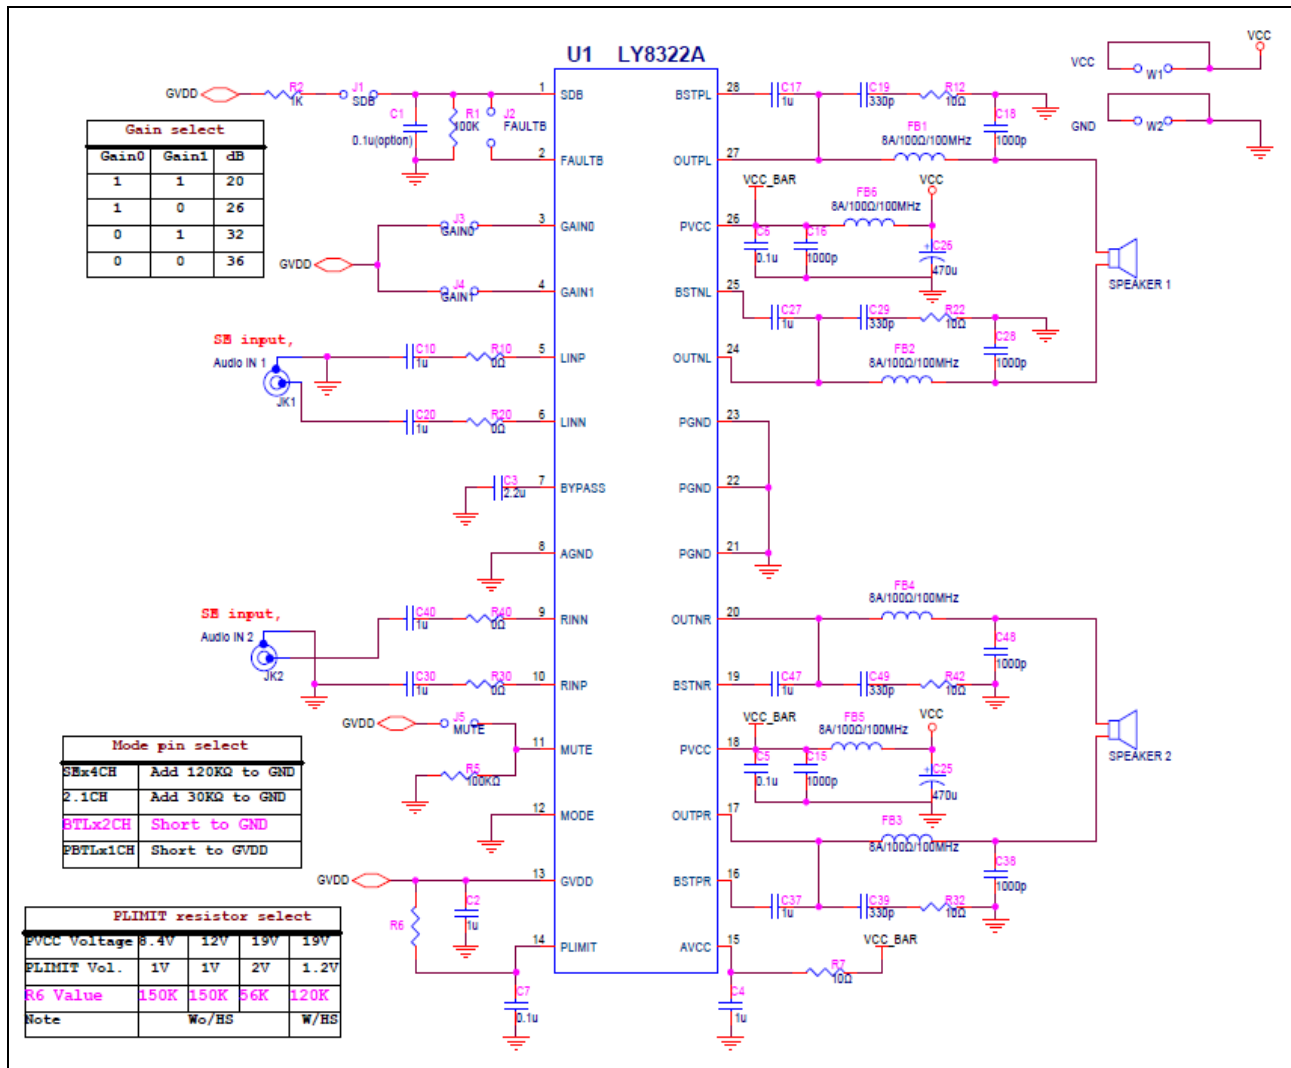 U1 LY8322A
GVDD
R2
1K
J1
SDB
C1
0.1u(option)
R1
100K
J2
FAULTB
1 SDB
2 FAULTB
3 GAIN0
4 GAIN1
5 LINP
6 LINN
7 BYPASS
8 AGND
9 RINN
10 RINP
11 MUTE
12 MODE
13 GVDD
14 PLIMIT
28 BSTPL
27 OUTPL
26 PVCC
25 BSTNL
24 OUTNL
23 PGND
22 PGND
21 PGND
20 OUTNR
19 BSTNR
18 PVCC
17 OUTPR
16 BSTPR
15 AVCC
Gain select
Gain0 Gain1 dB
1 1 20
1 0 26
0 1 32
0 0 36
J3
GAIN0
GVDD
J4
GAIN1
SE input,
Audio IN 1
JK1
C10
1u
R10
0Ω
C20
1u
R20
0Ω
C3
2.2u
SE input,
Audio IN 2
JK2
C40
1u
R40
0Ω
C30
1u
R30
0Ω
GVDD
J5
MUTE
R5
100KΩ
Mode pin select
SEx4CH Add 120KΩ to GND
2.1CH Add 30KΩ to GND
BTLx2CH Short to GND
PBTLx1CH Short to GVDD
GVDD
R6
C2
1u
C7
0.1u
PLIMIT resistor select
PVCC Voltage 8.4V 12V 19V 19V
PLIMIT Vol. 1V 1V 2V 1.2V
R6 Value 150K 150K 56K 120K
Note Wo/HS W/HS
C17
1u
C19
330p
R12
10Ω
C18
1000p
FB1
8A/100Ω/100MHz
VCC
W1
VCC
GND
W2
VCC_BAR
C6
0.1u
C16
1000p
FB6
8A/100Ω/100MHz
VCC
C26
470u
SPEAKER 1
C27
1u
C29
330p
R22
10Ω
C28
1000p
FB2
8A/100Ω/100MHz
FB4
8A/100Ω/100MHz
C48
1000p
C47
1u
C49
330p
R42
10Ω
VCC_BAR
C5
0.1u
C15
1000p
FB5
8A/100Ω/100MHz
VCC
C25
470u
SPEAKER 2
FB3
8A/100Ω/100MHz
C38
1000p
C37
1u
C39
330p
R32
10Ω
VCC_BAR
R7
10Ω
C4
1u